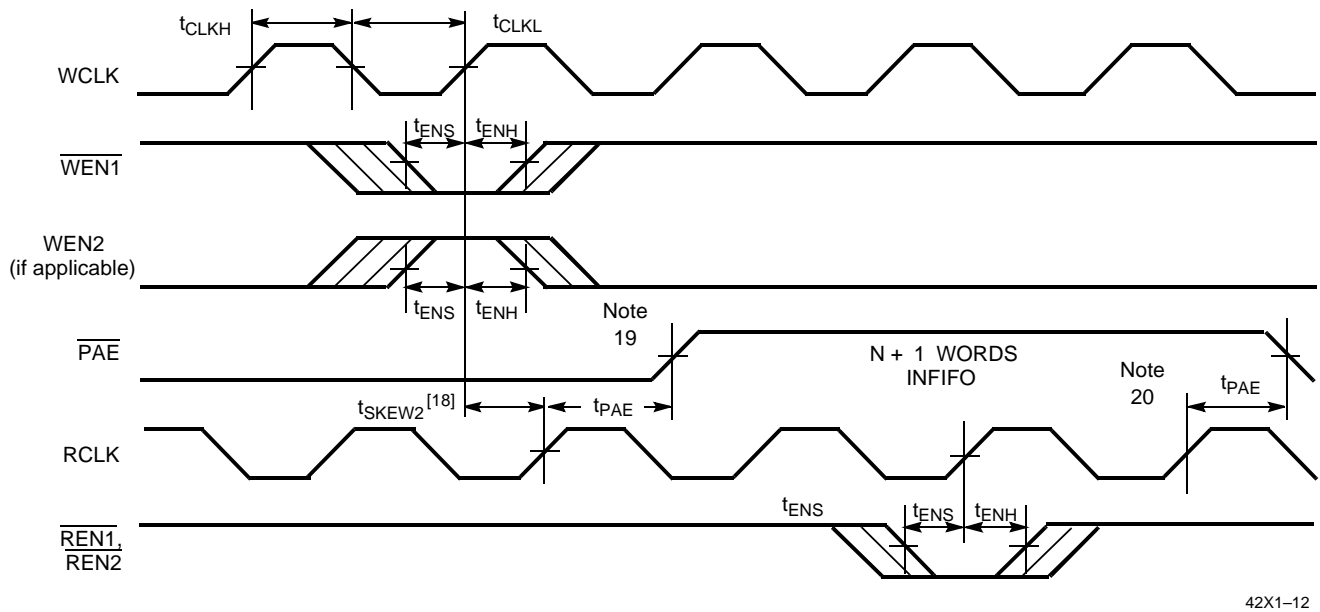 tCLKH
tCLKL
WCLK
tENS
tENH
WEN1
WEN2
(if applicable)
tENS
tENH
Note
19
PAE
N + 1 WORDS
INFIFO
Note
20
tPAE
tSKEW2 [18]
tPAE
RCLK
tENS
tENS
tENH
REN1,
REN2
42X1–12